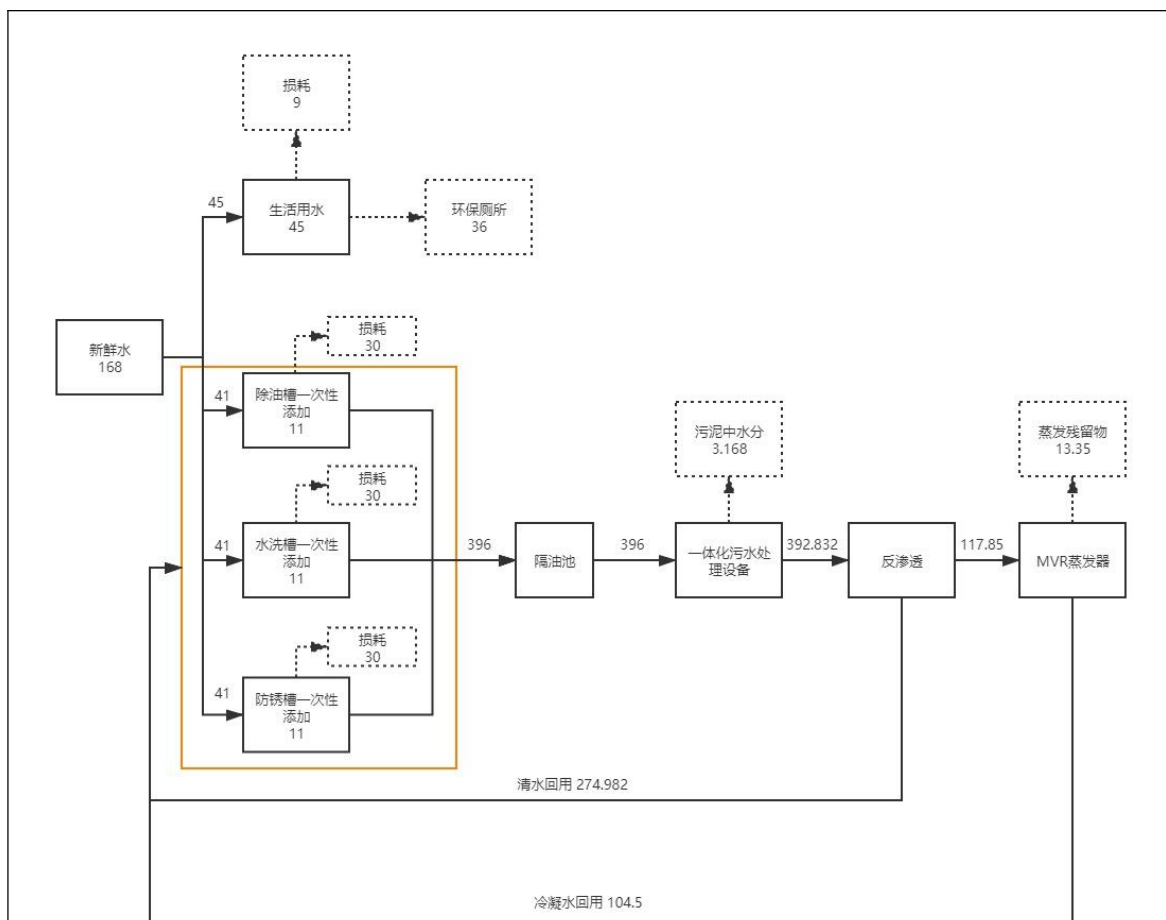 损耗
9
45
生活用水
45
环保厕所
36
新鲜水
168
损耗
30
41
除油槽一次性
添加
11
损耗
30
41
水洗槽一次性
添加
11
396
隔油池
396
污泥中水分
3.168
一体化污水处
理设备
392.832
反渗透
117.85
蒸发残留物
13.35
MVR蒸发器
损耗
30
41
防锈槽一次性
添加
11
清水回用 274.982
冷凝水回用 104.5